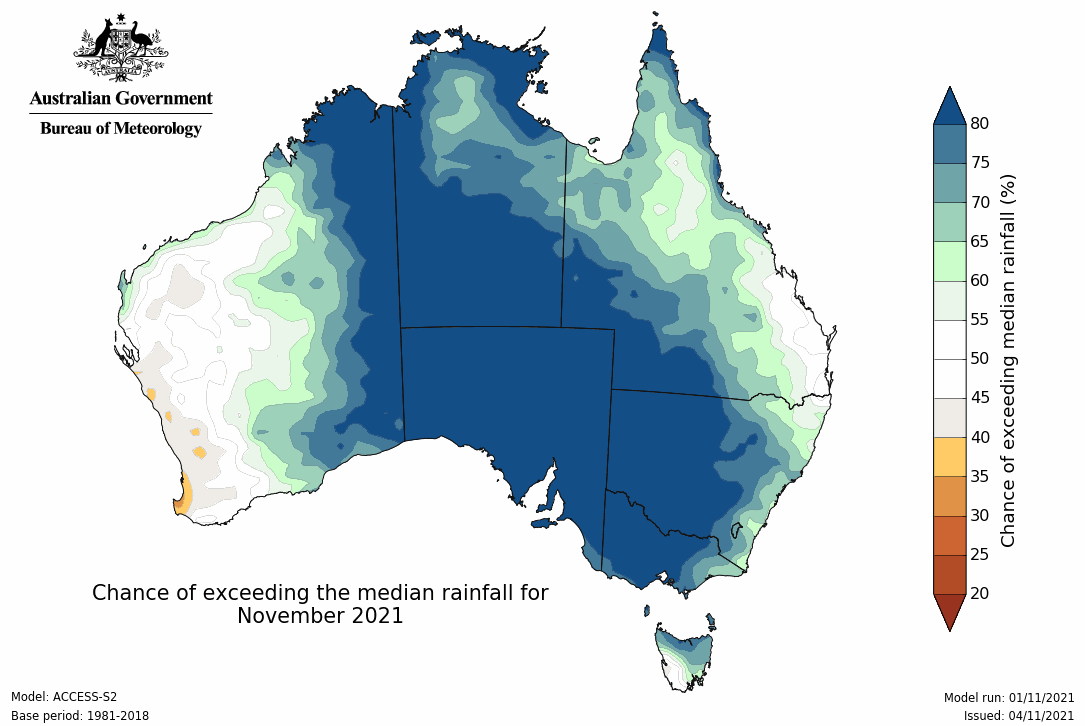 Australian Government
Bureau of Meteorology
80
75
70
65
60
55
50
45
40
35
30
25
20
Chance of exceeding median rainfall (%)
Chance of exceeding the median rainfall for
November 2021
Model: ACCESS-S2
Base period: 1981-2018
Model run: 01/11/2021
Issued: 04/11/2021